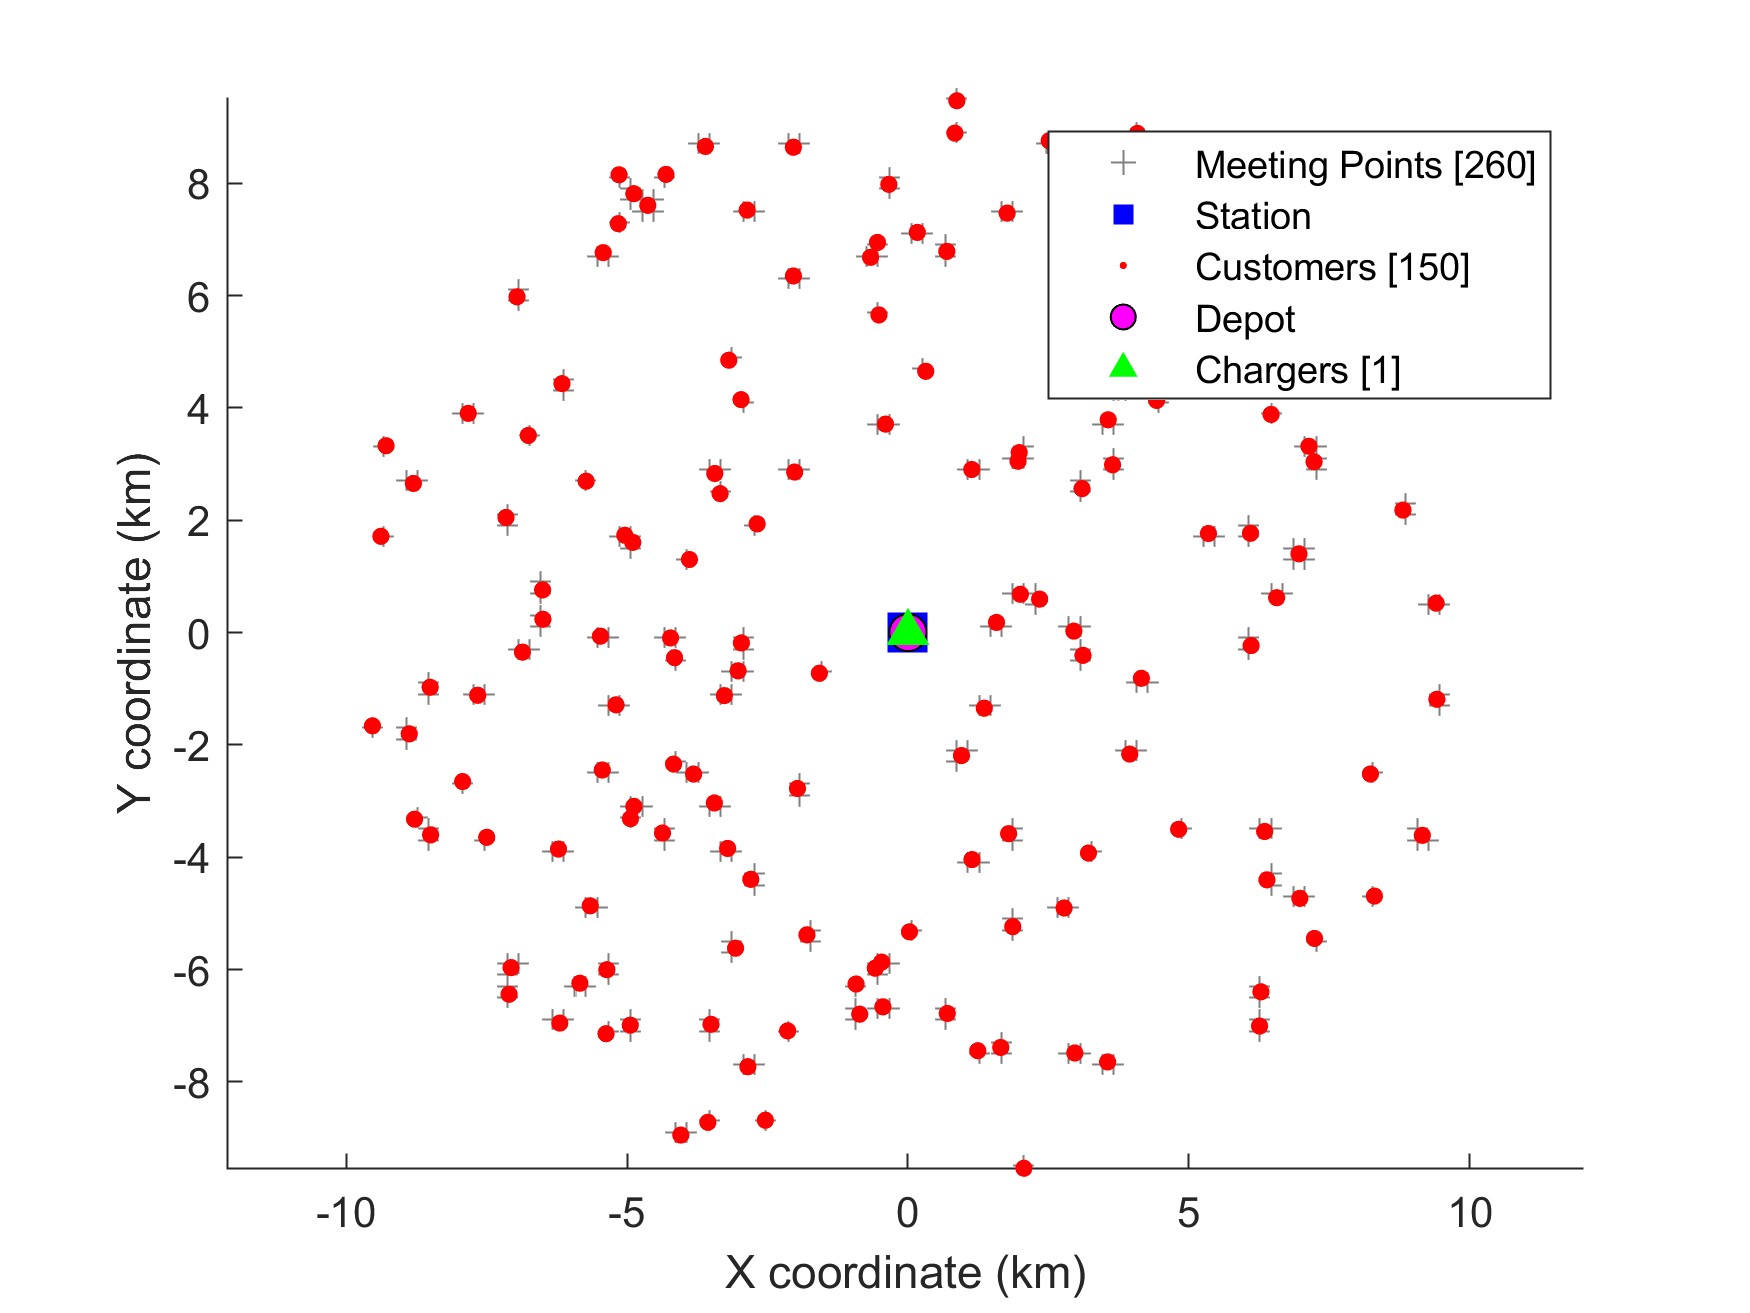 Meeting Points [260]
Station
Customers [150]
Depot
Chargers [1]
8
6
4
2
0
-2
-4
-6
-8
Y coordinate (km)
-10
-5
0
5
10
X coordinate (km)